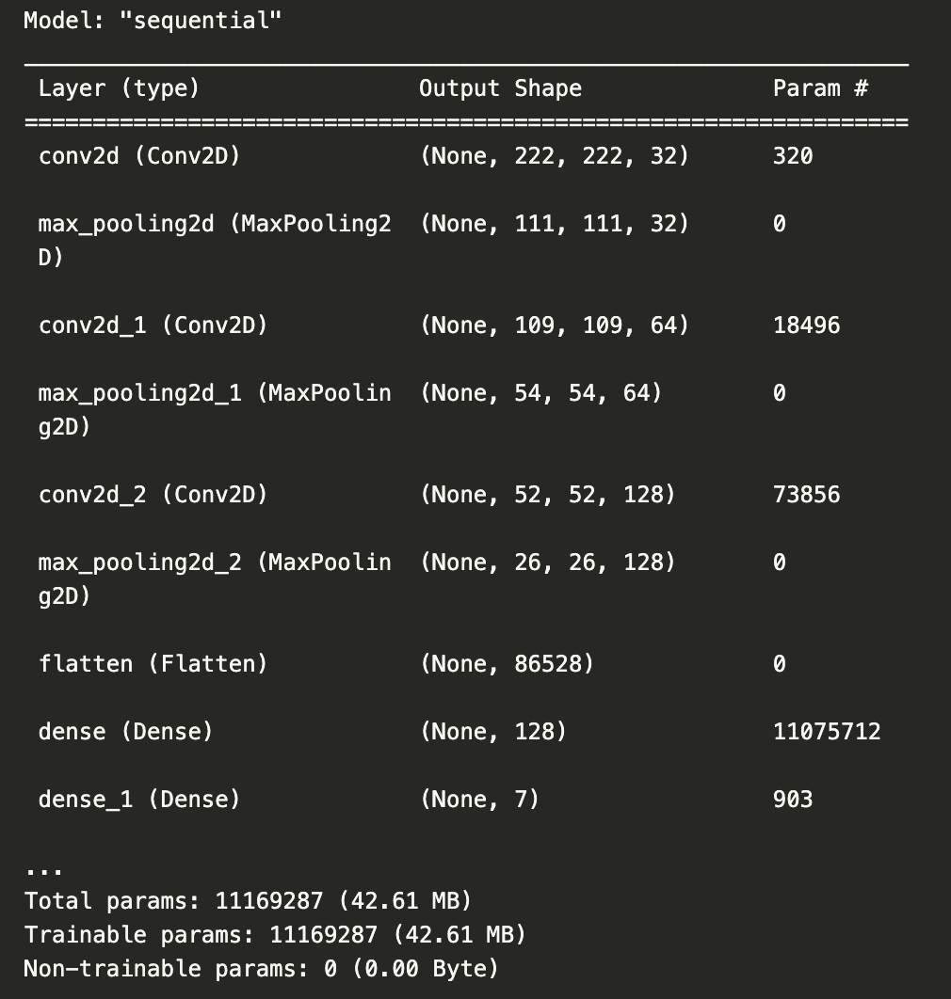 Model: "sequential"
Layer (type) Output Shape Param #
=================================================================
conv2d (Conv2D) (None, 222, 222, 32) 320
max_pooling2d (MaxPooling2 (None, 111, 111, 32) 0
D)
conv2d_1 (Conv2D) (None, 109, 109, 64) 18496
max_pooling2d_1 (MaxPoolin (None, 54, 54, 64) 0
g2D)
conv2d_2 (Conv2D) (None, 52, 52, 128) 73856
max_pooling2d_2 (MaxPoolin (None, 26, 26, 128) 0
g2D)
flatten (Flatten) (None, 86528) 0
dense (Dense) (None, 128) 11075712
dense_1 (Dense) (None, 7) 903
...
Total params: 11169287 (42.61 MB)
Trainable params: 11169287 (42.61 MB)
Non-trainable params: 0 (0.00 Byte)